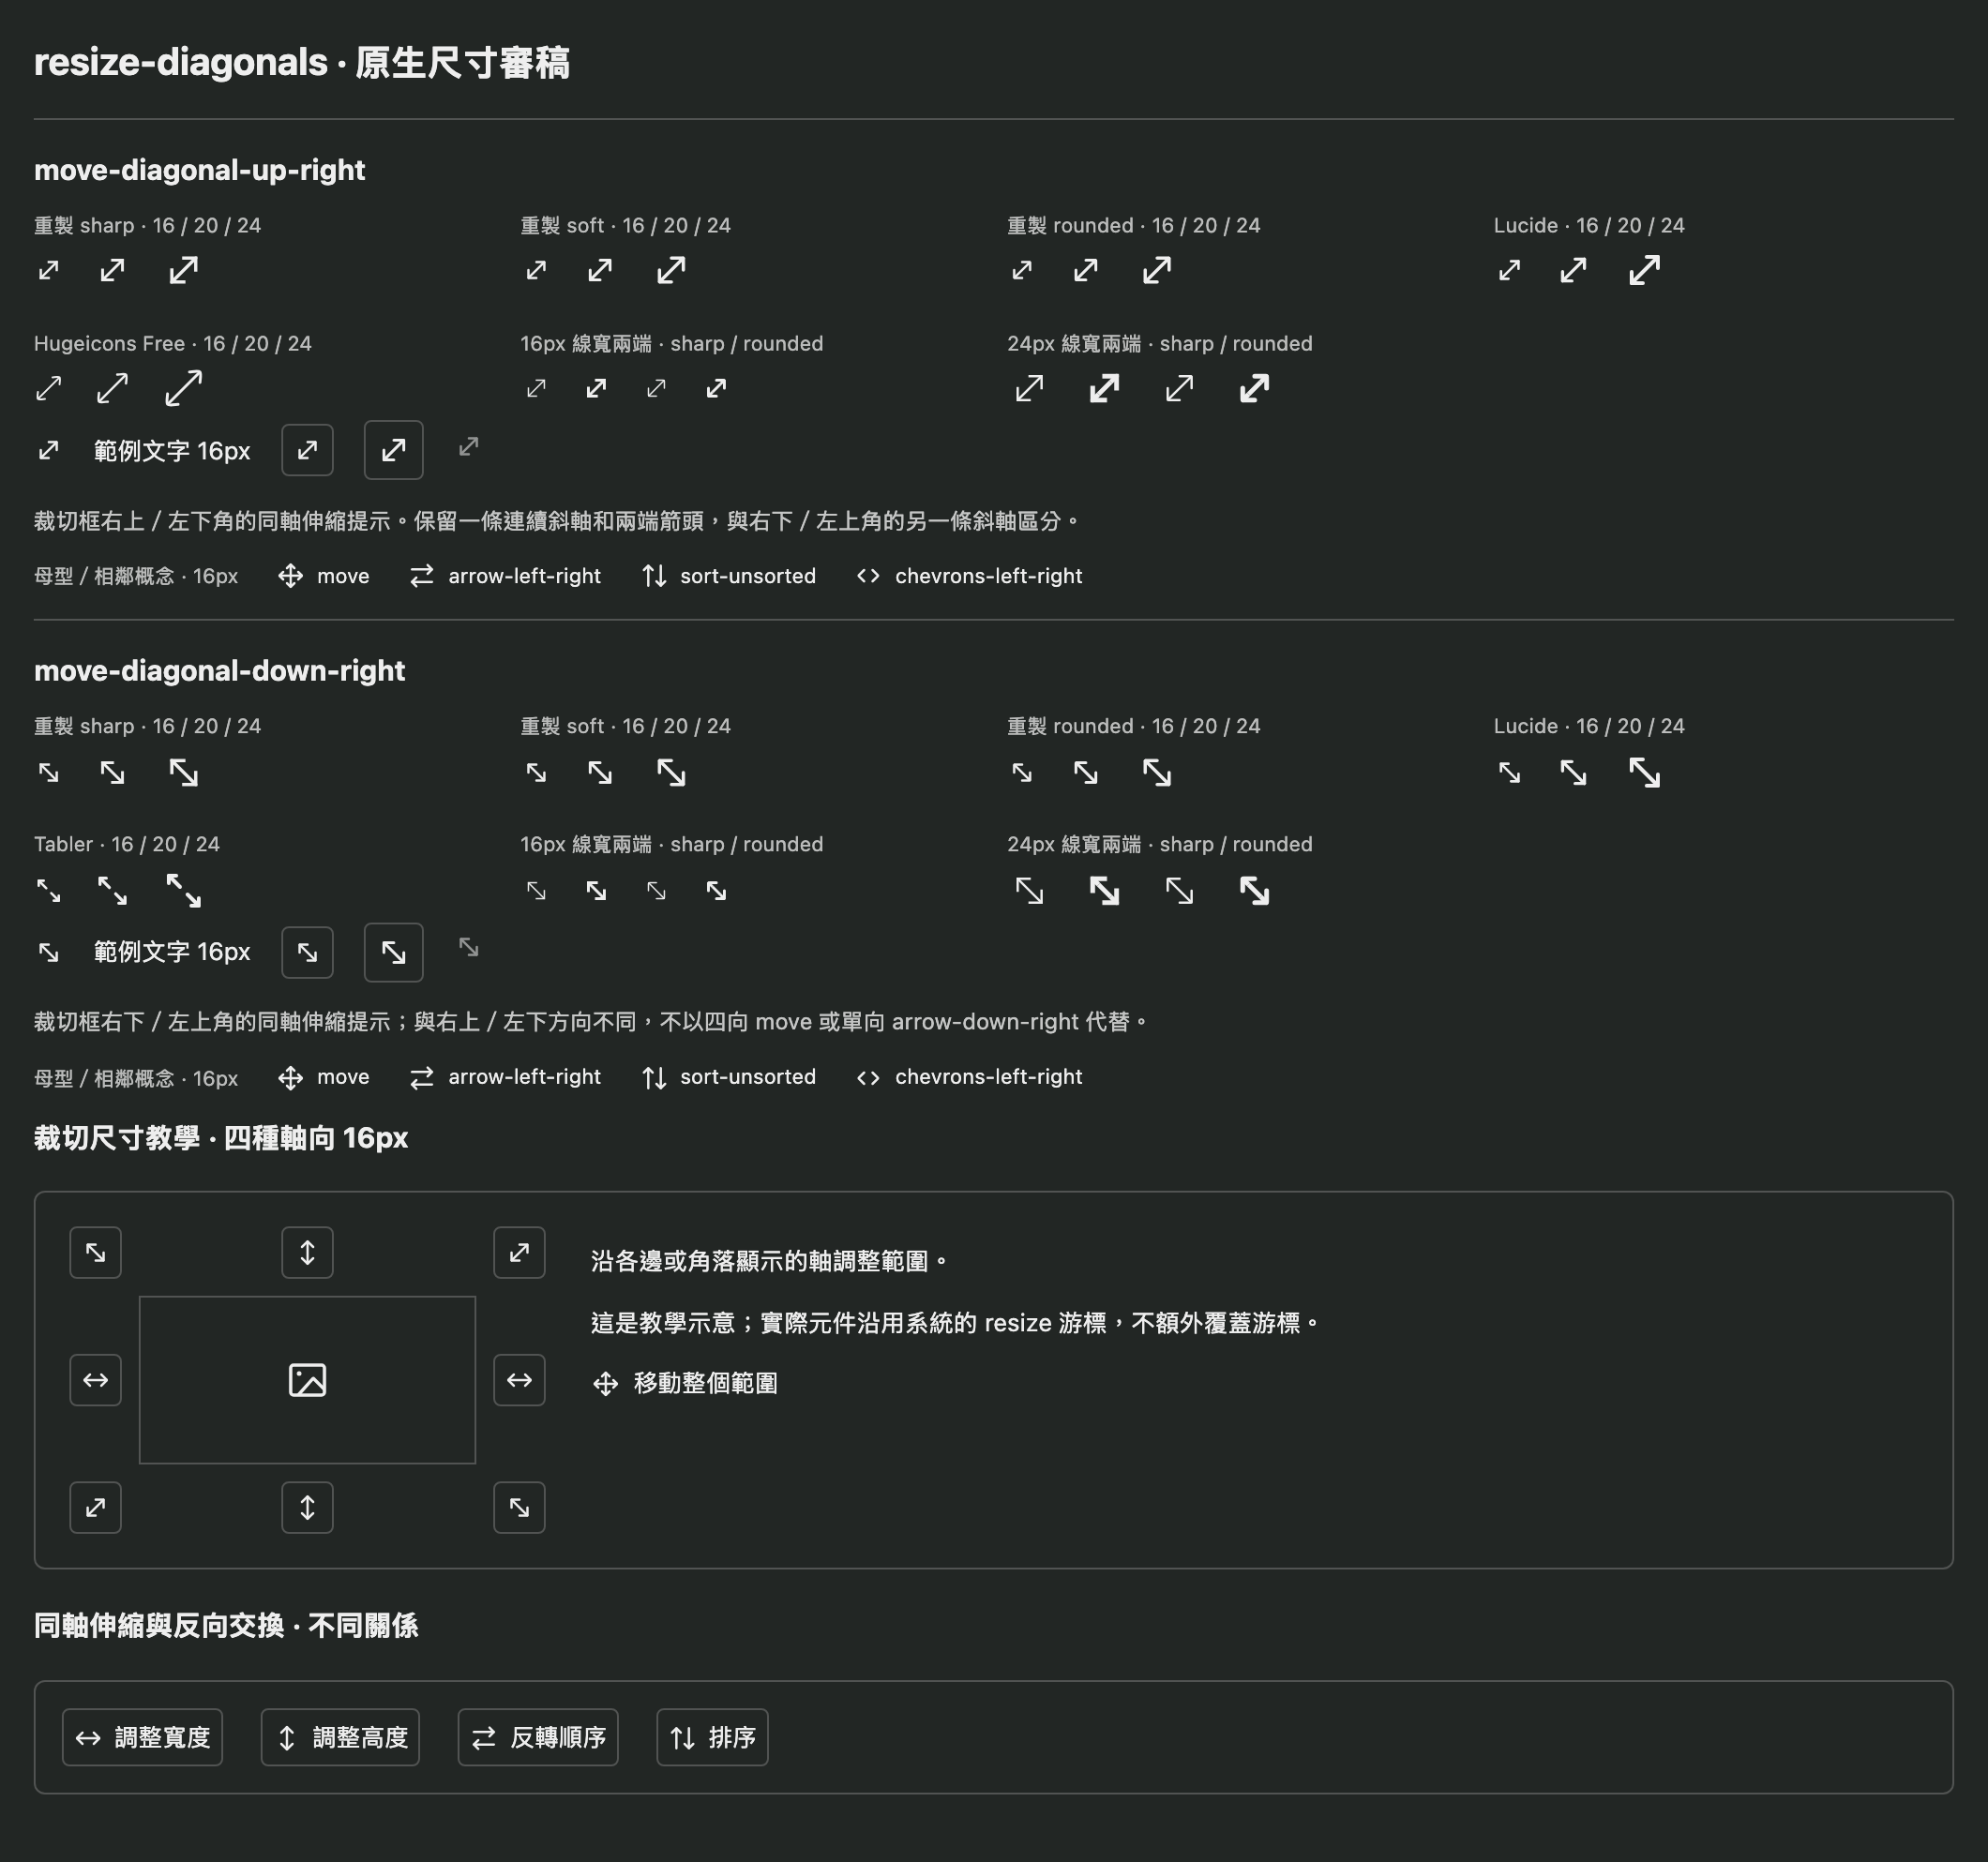 resize-diagonals · 原生尺寸審稿
move-diagonal-up-right
重製 sharp · 16 / 20 / 24
重製 soft · 16 / 20 / 24
重製 rounded · 16 / 20 / 24
Lucide · 16 / 20 / 24
Hugeicons Free · 16 / 20 / 24
16px 線寬兩端 · sharp / rounded
24px 線寬兩端 · sharp / rounded
範例文字 16px
裁切框右上 / 左下角的同軸伸縮提示。保留一條連續斜軸和兩端箭頭，與右下 / 左上角的另一條斜軸區分。
母型 / 相鄰概念 · 16px move arrow-left-right sort-unsorted chevrons-left-right
move-diagonal-down-right
重製 sharp · 16 / 20 / 24
重製 soft · 16 / 20 / 24
重製 rounded · 16 / 20 / 24
Lucide · 16 / 20 / 24
Tabler · 16 / 20 / 24
16px 線寬兩端 · sharp / rounded
24px 線寬兩端 · sharp / rounded
範例文字 16px
裁切框右下 / 左上角的同軸伸縮提示；與右上 / 左下方向不同，不以四向 move 或單向 arrow-down-right 代替。
母型 / 相鄰概念 · 16px move arrow-left-right sort-unsorted chevrons-left-right
裁切尺寸教學 · 四種軸向 16px
沿各邊或角落顯示的軸調整範圍。
這是教學示意；實際元件沿用系統的 resize 游標，不額外覆蓋游標。
移動整個範圍
同軸伸縮與反向交換 · 不同關係
調整寬度 調整高度 反轉順序 排序